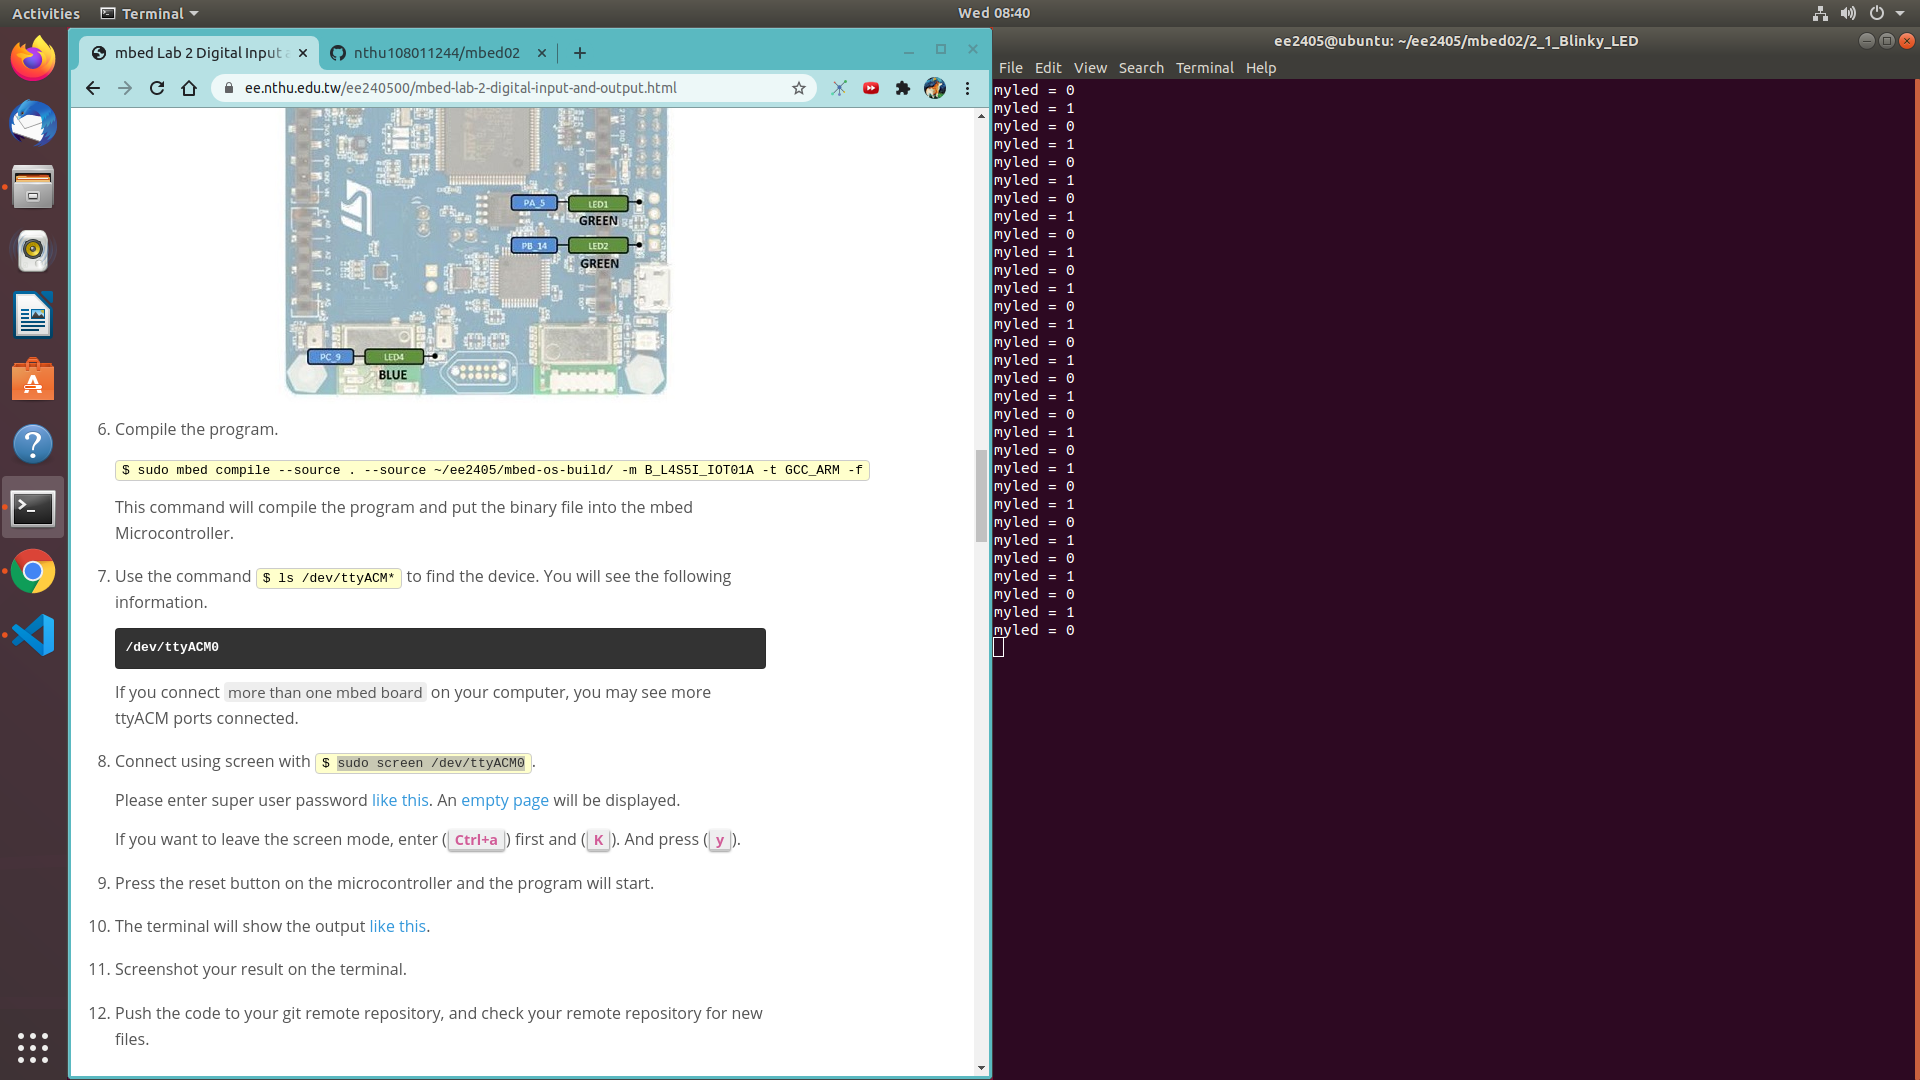 Activities
Terminal
Wed 08:40
mbed Lab 2 Digital Input a
nthu108011244/mbed02
ee.nthu.edu.tw/ee240500/mbed-lab-2-digital-input-and-output.html
PA_5 LED1
GREEN
PB_14 LED2
GREEN
PC_9 LED4
BLUE
6. Compile the program.
$ sudo mbed compile --source . --source ~/ee2405/mbed-os-build/ -m B_L4S5I_IOT01A -t GCC_ARM -f
This command will compile the program and put the binary file into the mbed
Microcontroller.
7. Use the command $ ls /dev/ttyACM* to find the device. You will see the following
information.
/dev/ttyACM0
If you connect more than one mbed board on your computer, you may see more
ttyACM ports connected.
8. Connect using screen with $ sudo screen /dev/ttyACM0.
Please enter super user password like this. An empty page will be displayed.
If you want to leave the screen mode, enter (Ctrl+a) first and (K). And press (y).
9. Press the reset button on the microcontroller and the program will start.
10. The terminal will show the output like this.
11. Screenshot your result on the terminal.
12. Push the code to your git remote repository, and check your remote repository for new
files.
ee2405@ubuntu: ~/ee2405/mbed02/2_1_Blinky_LED
File Edit View Search Terminal Help
myled = 0
myled = 1
myled = 0
myled = 1
myled = 0
myled = 1
myled = 0
myled = 1
myled = 0
myled = 1
myled = 0
myled = 1
myled = 0
myled = 1
myled = 0
myled = 1
myled = 0
myled = 1
myled = 0
myled = 1
myled = 0
myled = 1
myled = 0
myled = 1
myled = 0
myled = 1
myled = 0
myled = 1
myled = 0
myled = 1
myled = 0